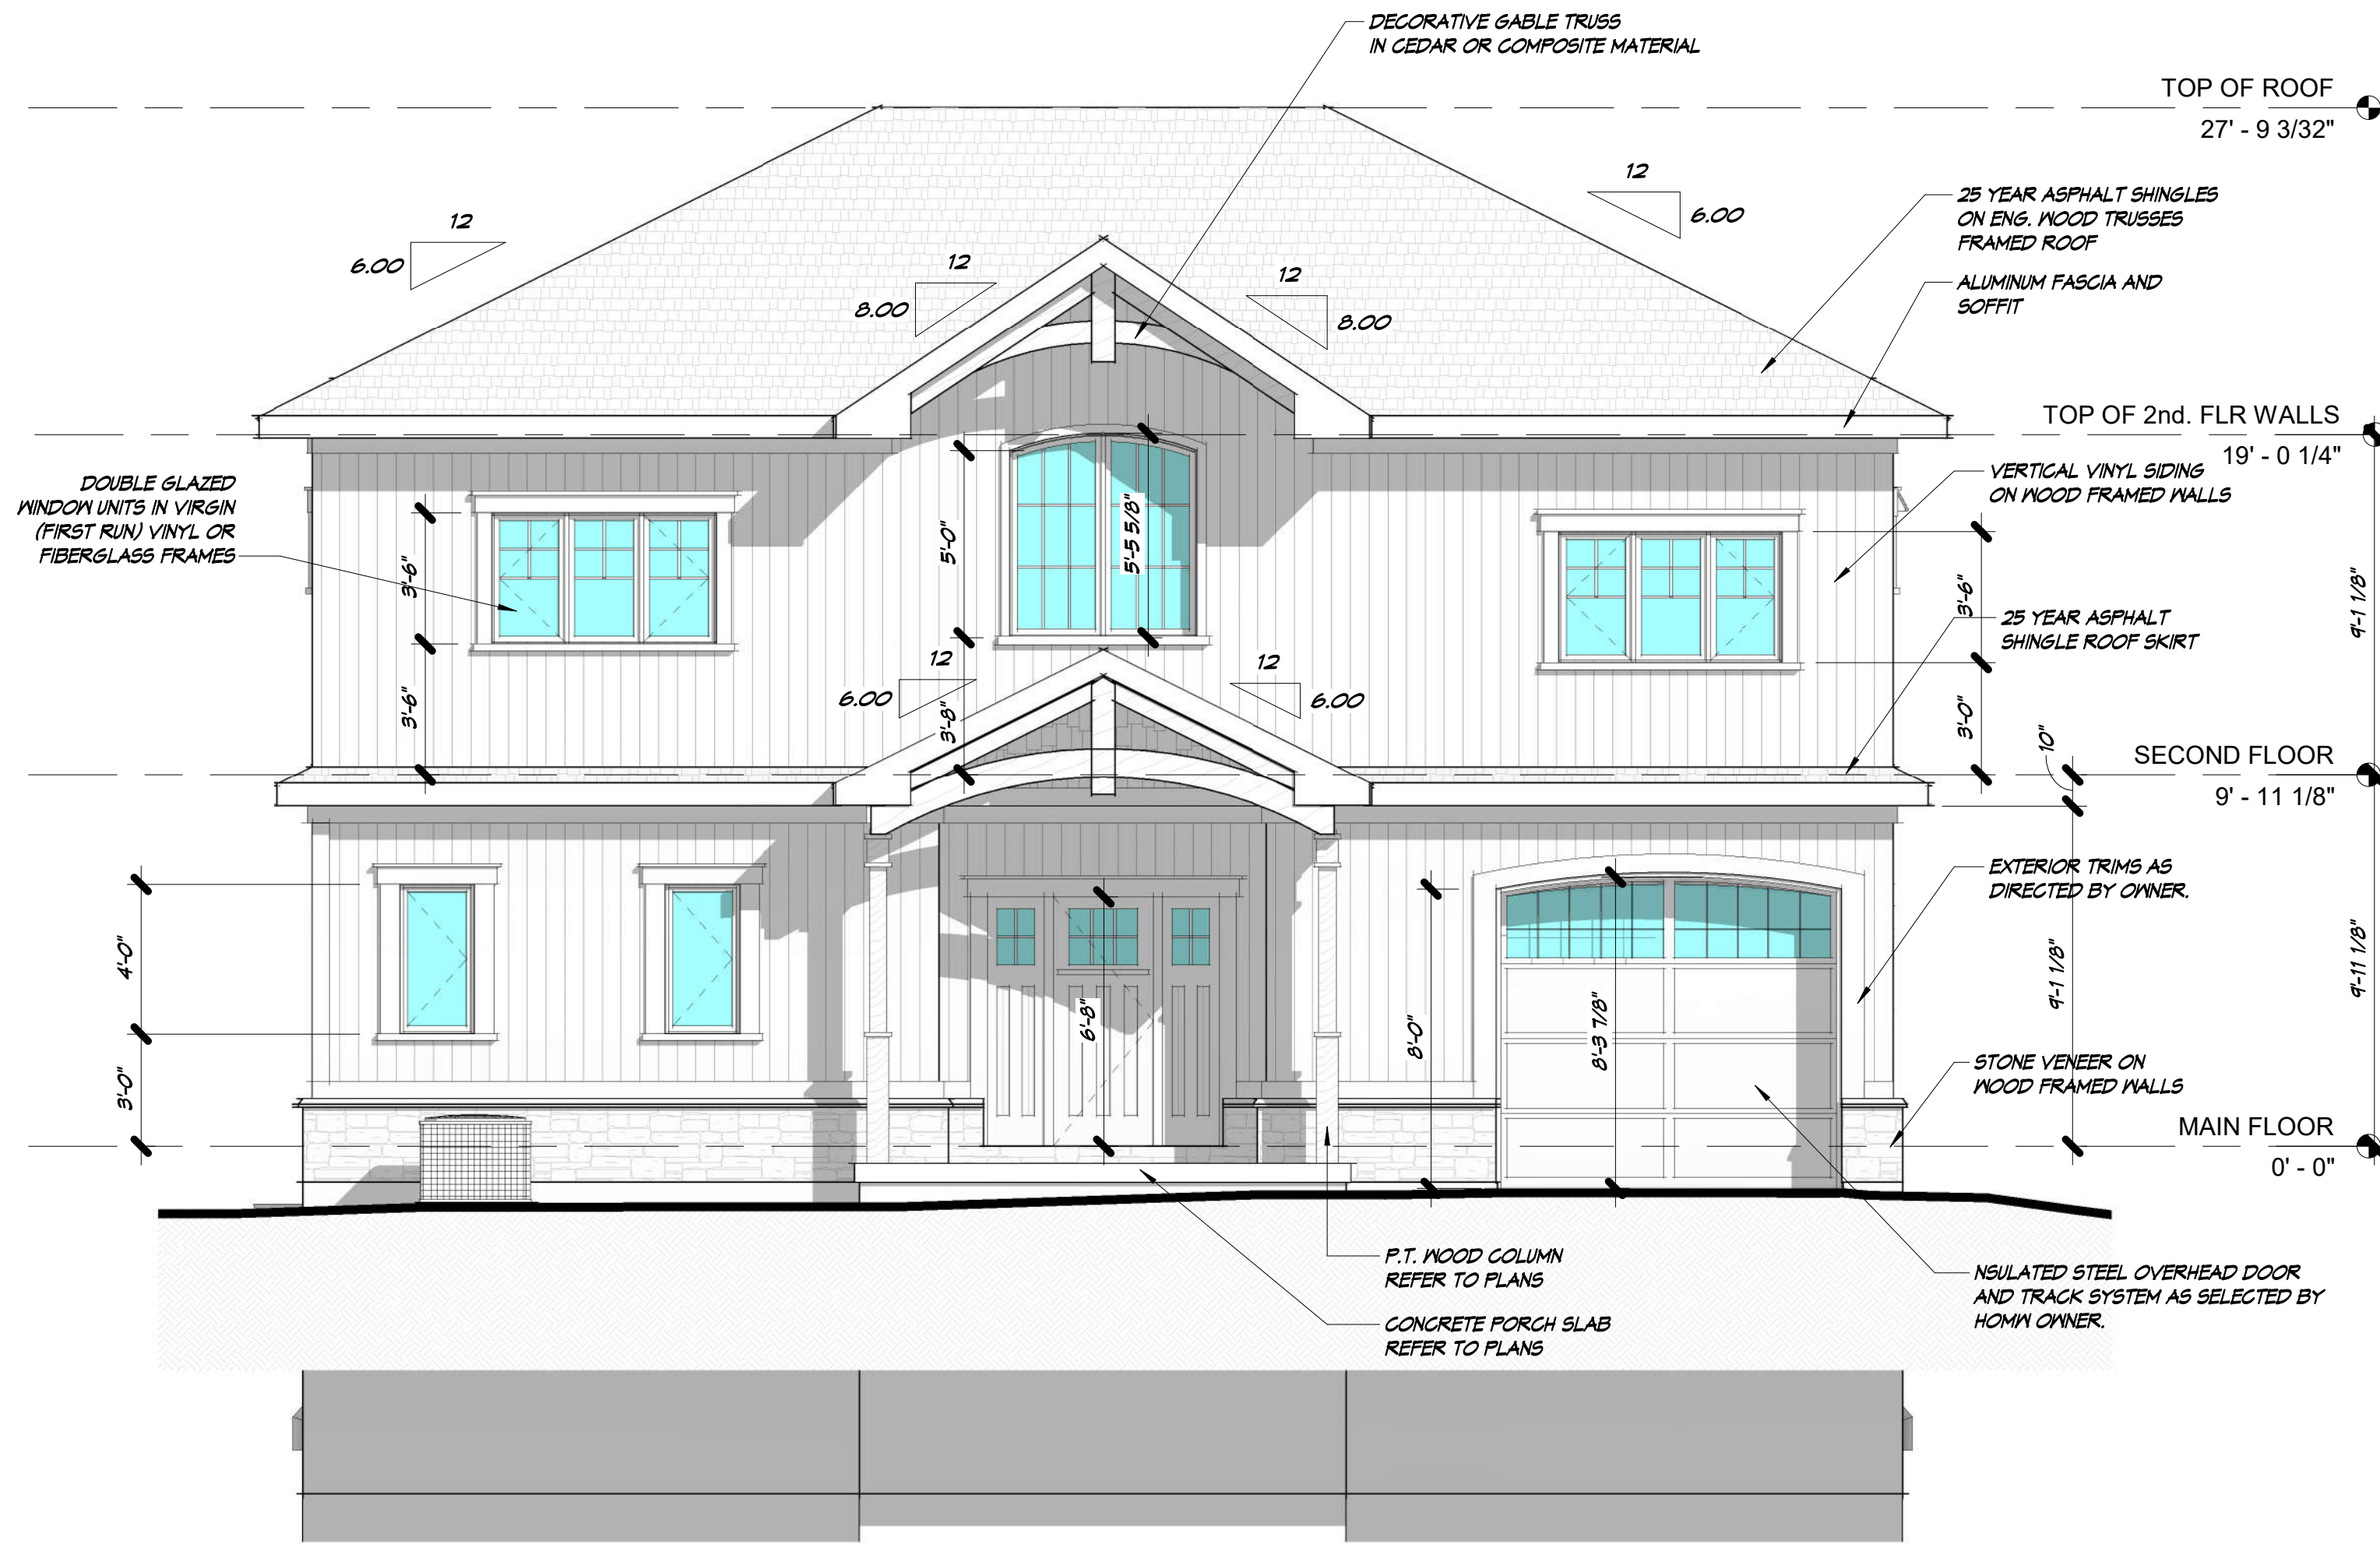 DECORATIVE GABLE TRUSS
IN CEDAR OR COMPOSITE MATERIAL
TOP OF ROOF
27' - 9 3/32"
12
6.00
12
6.00
12
8.00
12
8.00
25 YEAR ASPHALT SHINGLES
ON ENG. WOOD TRUSSES
FRAMED ROOF
ALUMINUM FASCIA AND
SOFFIT
TOP OF 2nd. FLR WALLS
19' - 0 1/4"
VERTICAL VINYL SIDING
ON WOOD FRAMED WALLS
DOUBLE GLAZED
WINDOW UNITS IN VIRGIN
(FIRST RUN) VINYL OR
FIBERGLASS FRAMES
3'-6"
3'-6"
5'-0"
5'-5 5/8"
3'-8"
12
6.00
12
6.00
3'-6"
3'-0"
9'-1 1/8"
25 YEAR ASPHALT
SHINGLE ROOF SKIRT
10"
SECOND FLOOR
9' - 11 1/8"
EXTERIOR TRIMS AS
DIRECTED BY OWNER.
4'-0"
3'-0"
6'-8"
8'-0"
8'-3 7/8"
9'-1 1/8"
9'-11 1/8"
STONE VENEER ON
WOOD FRAMED WALLS
MAIN FLOOR
0' - 0"
P.T. WOOD COLUMN
REFER TO PLANS
CONCRETE PORCH SLAB
REFER TO PLANS
NSULATED STEEL OVERHEAD DOOR
AND TRACK SYSTEM AS SELECTED BY
HOMW OWNER.